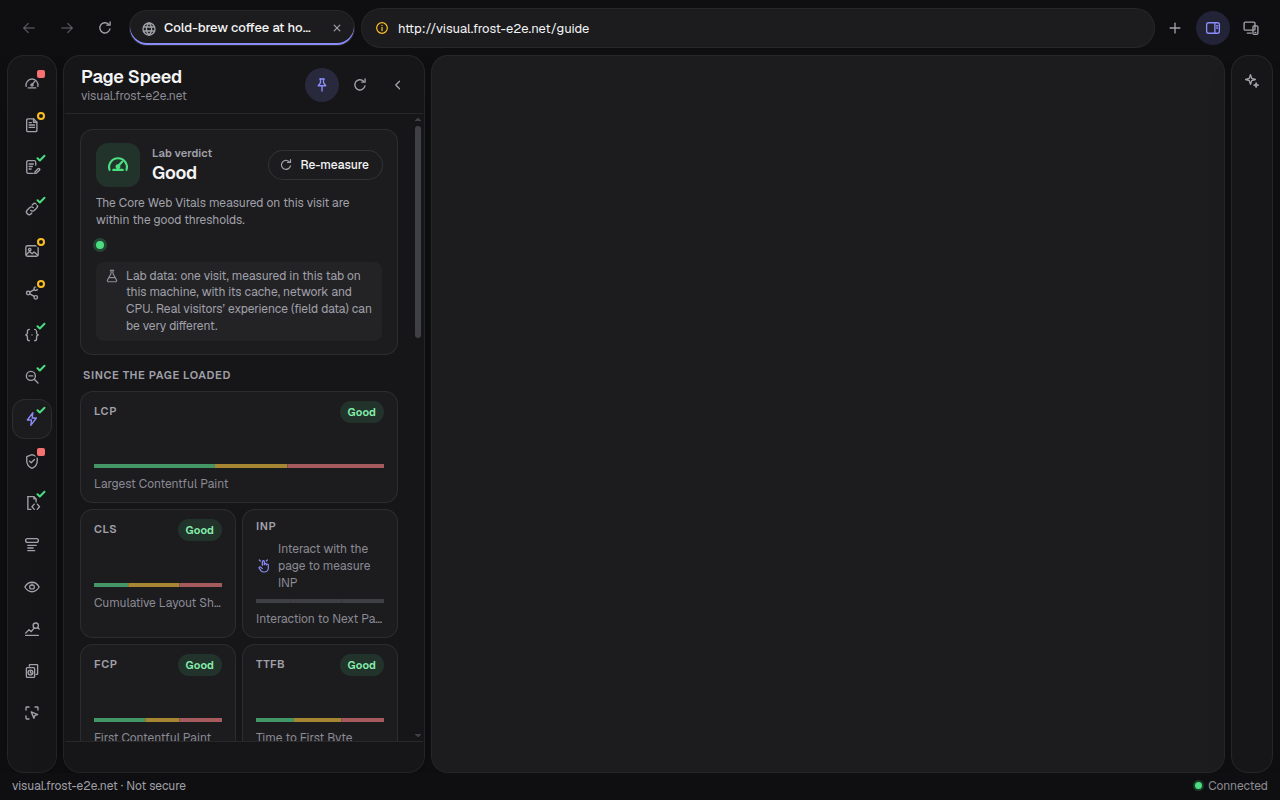 Cold-brew coffee at ho...
http://visual.frost-e2e.net/guide
Page Speed
visual.frost-e2e.net
Lab verdict
Good
Re-measure
The Core Web Vitals measured on this visit are
within the good thresholds.
Lab data: one visit, measured in this tab on
this machine, with its cache, network and
CPU. Real visitors' experience (field data) can
be very different.
SINCE THE PAGE LOADED
LCP
Good
Largest Contentful Paint
CLS
Good
Cumulative Layout Sh...
INP
Interact with the
page to measure
INP
Interaction to Next Pa...
FCP
Good
First Contentful Paint
TTFB
Good
Time to First Byte
visual.frost-e2e.net · Not secure
Connected